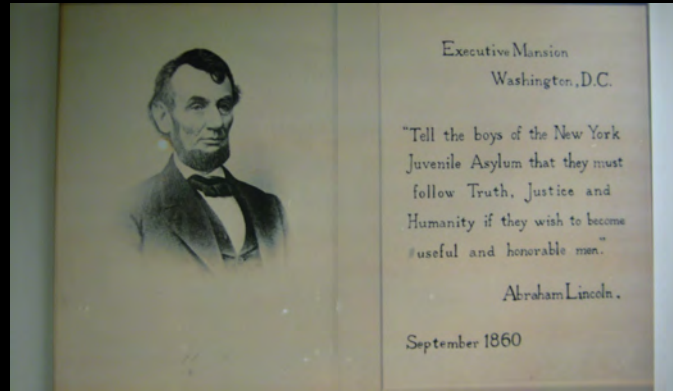 Executive Mansion
Washington, D.C.
"Tell the boys of the New York
Juvenile Asylum that they must
follow Truth, Justice and
Humanity if they wish to become
useful and honorable men."
Abraham Lincoln.
September 1860